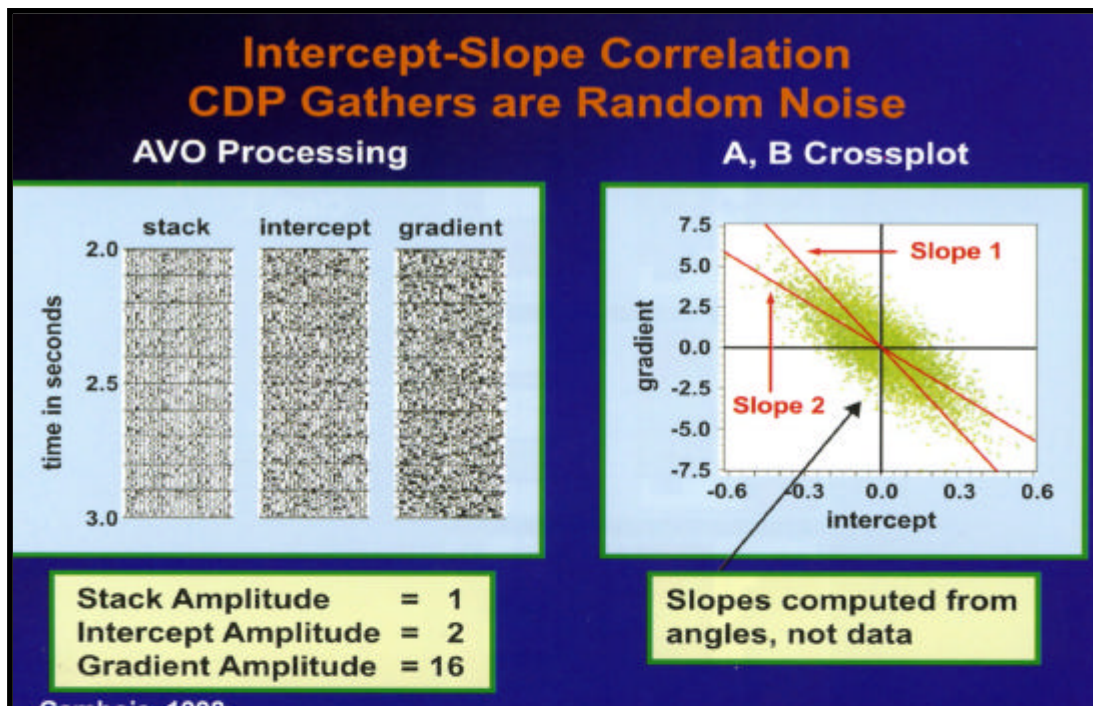 Intercept-Slope Correlation
CDP Gathers are Random Noise
AVO Processing
stack intercept gradient
2.0
2.5
3.0
time in seconds
A, B Crossplot
7.5
5.0
2.5
0.0
-2.5
-5.0
-7.5
gradient
Slope 1
Slope 2
-0.6 -0.3 0.0 0.3 0.6
intercept
Stack Amplitude = 1
Intercept Amplitude = 2
Gradient Amplitude = 16
Slopes computed from
angles, not data